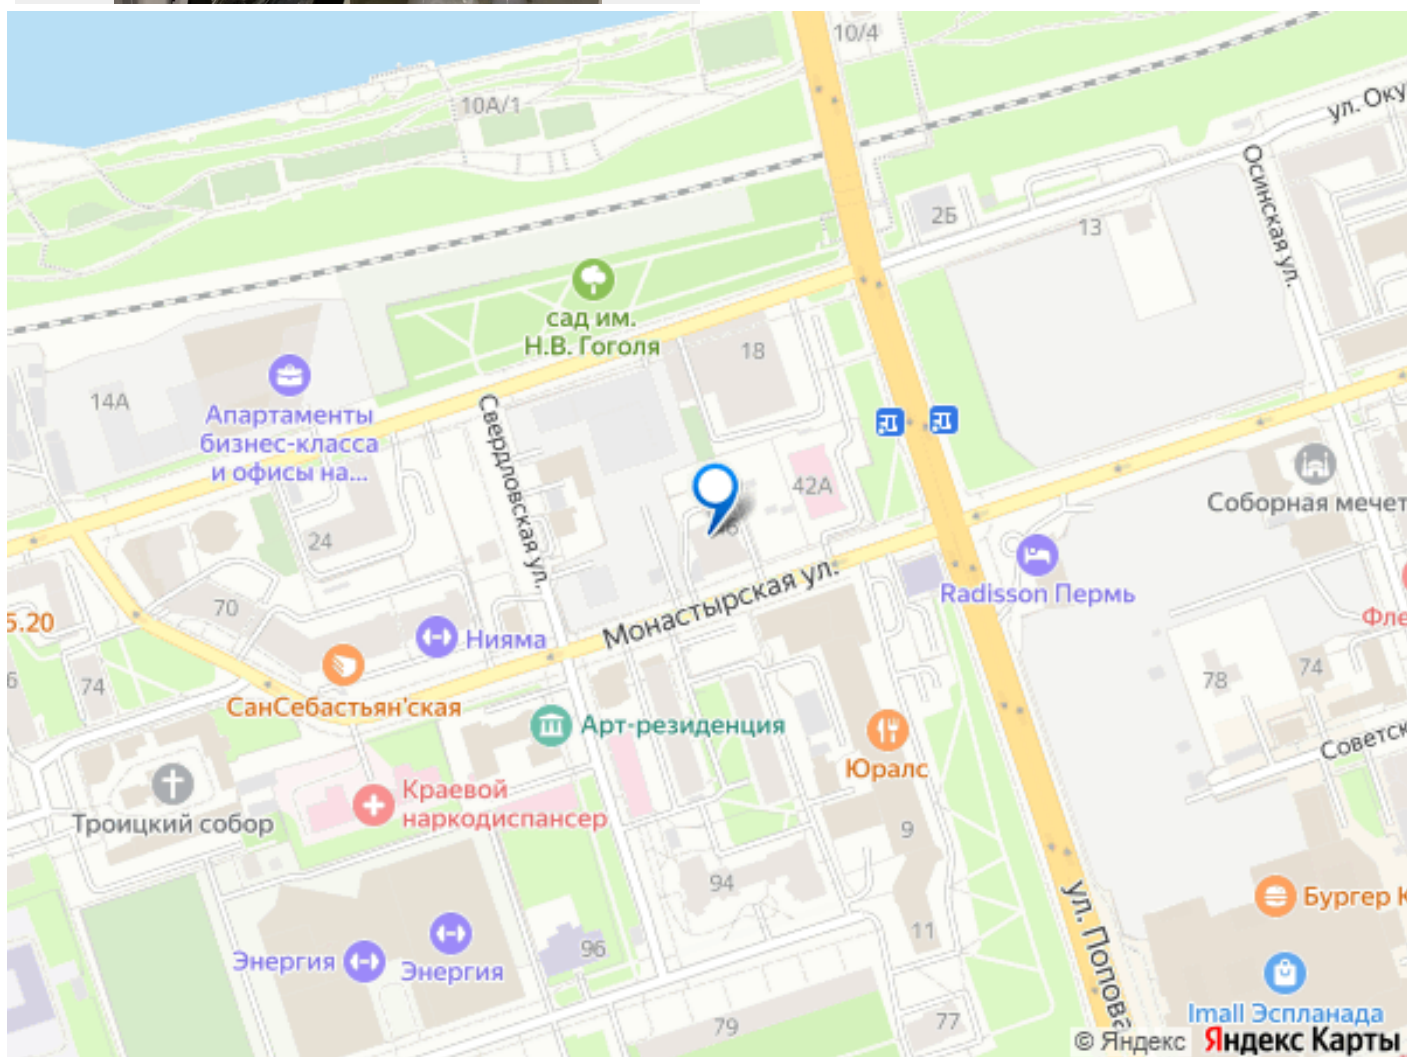 10/4
10А/1
ул. Оку
Осинская ул.
2Б
13
сад им.
Н.В. Гоголя
18
14А
Апартаменты
бизнес-класса
и офисы на...
Свердловская ул.
42А
Соборная мечет
24
Radisson Пермь
Монастырская ул.
70
5.20
Нияма
Фле
6
74
СанСебастьян'ская
78
74
Арт-резиденция
Советск
Юралс
Краевой
наркодиспансер
Троицкий собор
9
94
ул. Попова
Бургер К
11
96
Энергия
Энергия
Imall Эспланада
79
77
© Яндекс Яндекс Карты